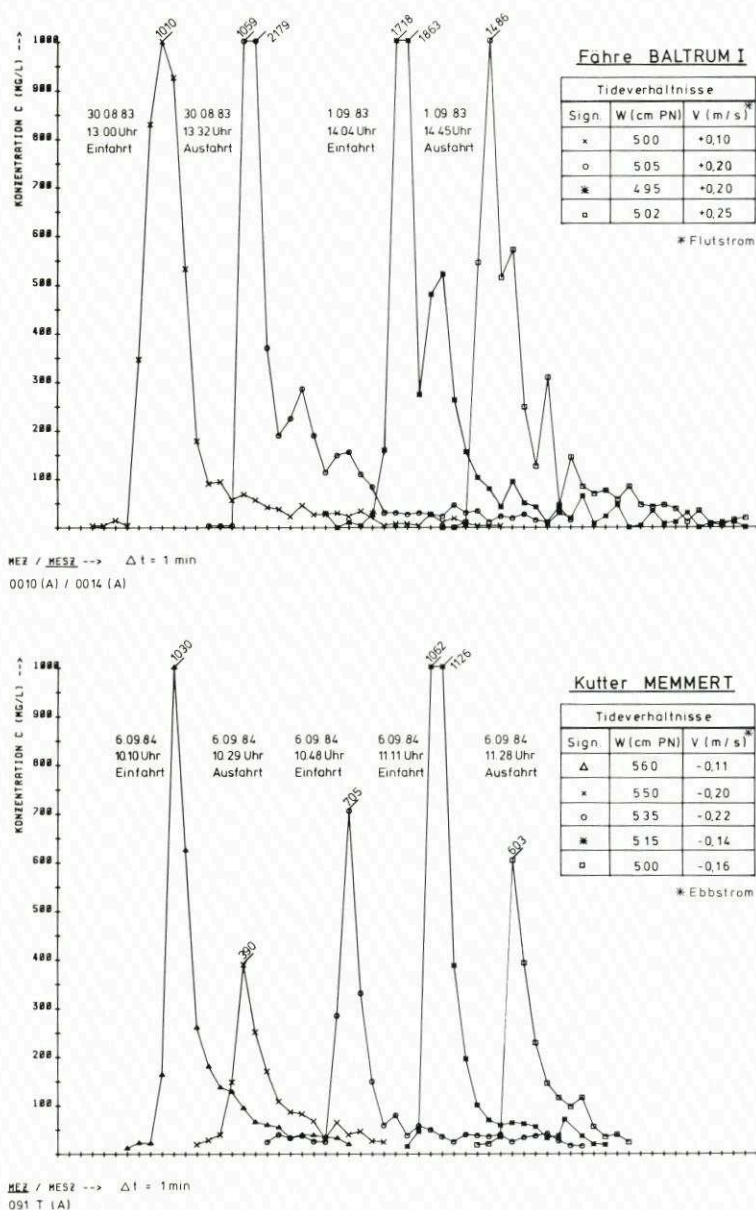 1010
1059
2179
1718
1863
1486
Fähre BALTRUM I
KONZENTRATION C (MG/L) -->
1000
900
800
700
600
500
400
300
200
100
30 08 83
13 00 Uhr
Einfahrt
30 08 83
13 32 Uhr
Ausfahrt
1 09 83
14 04 Uhr
Einfahrt
1 09 83
14 45 Uhr
Ausfahrt
Tideverhältnisse
Sign. W (cm PN) V (m/s)*
× 500 +0,10
o 505 +0,20
✱ 495 +0,20
□ 502 +0,25
* Flutstrom
MEZ / MESZ --> Δt = 1 min
0010 (A) / 0014 (A)
1030
390
705
1062
1126
603
Kutter MEMMERT
KONZENTRATION C (MG/L) -->
1000
900
800
700
600
500
400
300
200
100
6 09 84
10.10 Uhr
Einfahrt
6 09 84
10.29 Uhr
Ausfahrt
6 09 84
10.48 Uhr
Einfahrt
6 09 84
11.11 Uhr
Einfahrt
6 09 84
11.28 Uhr
Ausfahrt
Tideverhältnisse
Sign. W (cm PN) V (m/s)*
Δ 560 -0,11
× 550 -0,20
o 535 -0,22
✱ 515 -0,14
□ 500 -0,16
* Ebbstrom
MEZ / MESZ --> Δt = 1 min
091 T (A)